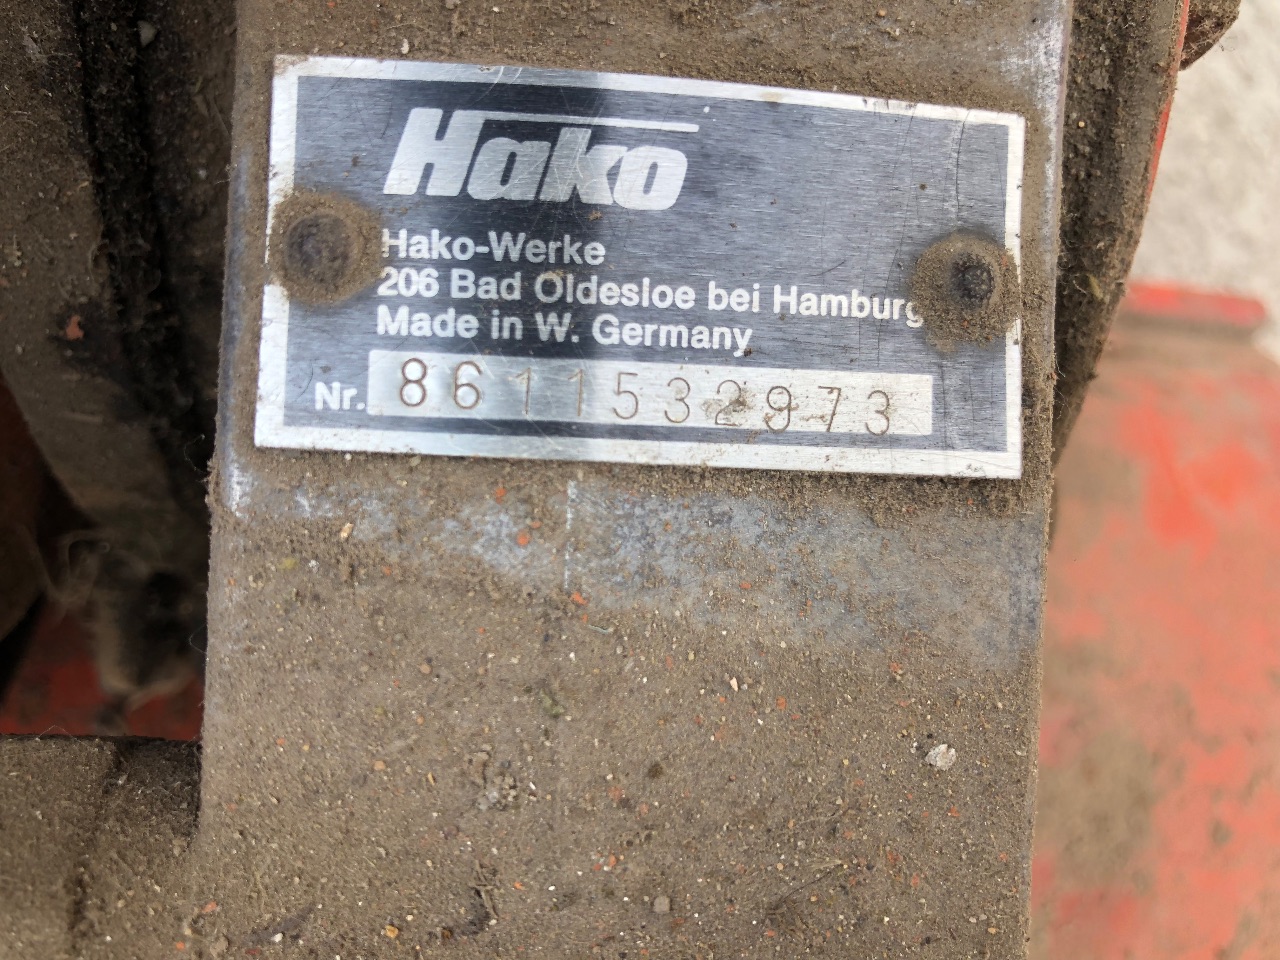 Hako
Hako-Werke
206 Bad Oldesloe bei Hamburg
Made in W. Germany
Nr. 8611532973